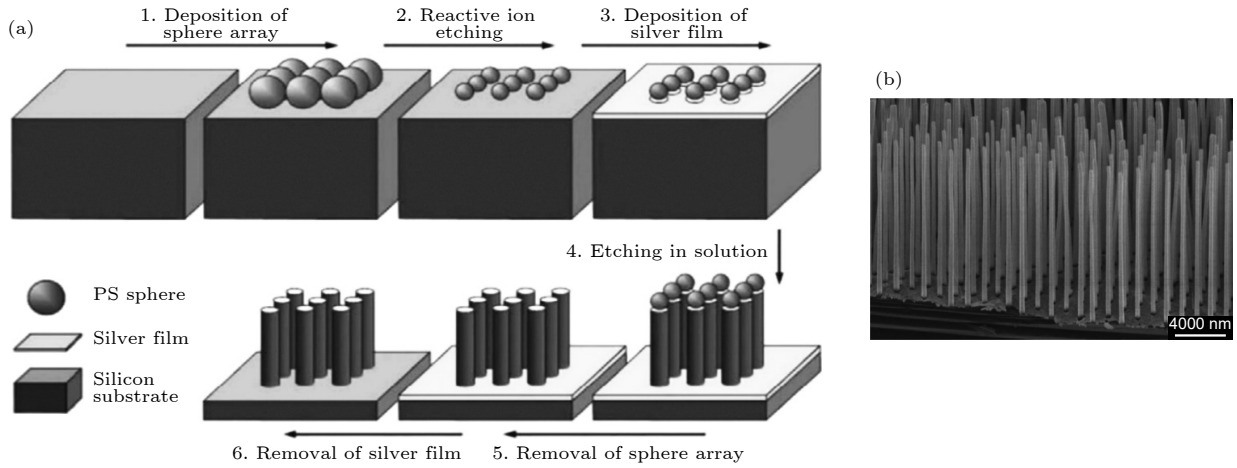 (a)
1. Deposition of
sphere array
2. Reactive ion
etching
3. Deposition of
silver film
4. Etching in solution
PS sphere
Silver film
Silicon
substrate
6. Removal of silver film
5. Removal of sphere array
(b)
4000 nm